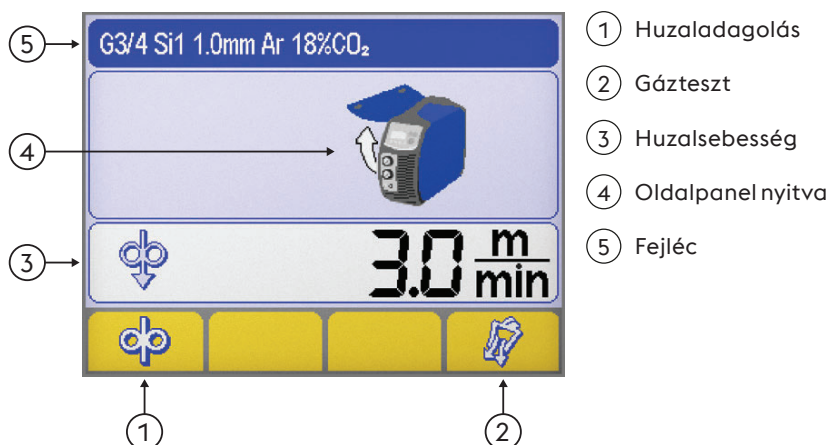 5
G3/4 Si1 1.0mm Ar 18%CO₂
4
3
3.0 m/min
1
2
1 Huzaladagolás
2 Gázteszt
3 Huzalsebesség
4 Oldalpanel nyitva
5 Fejléc